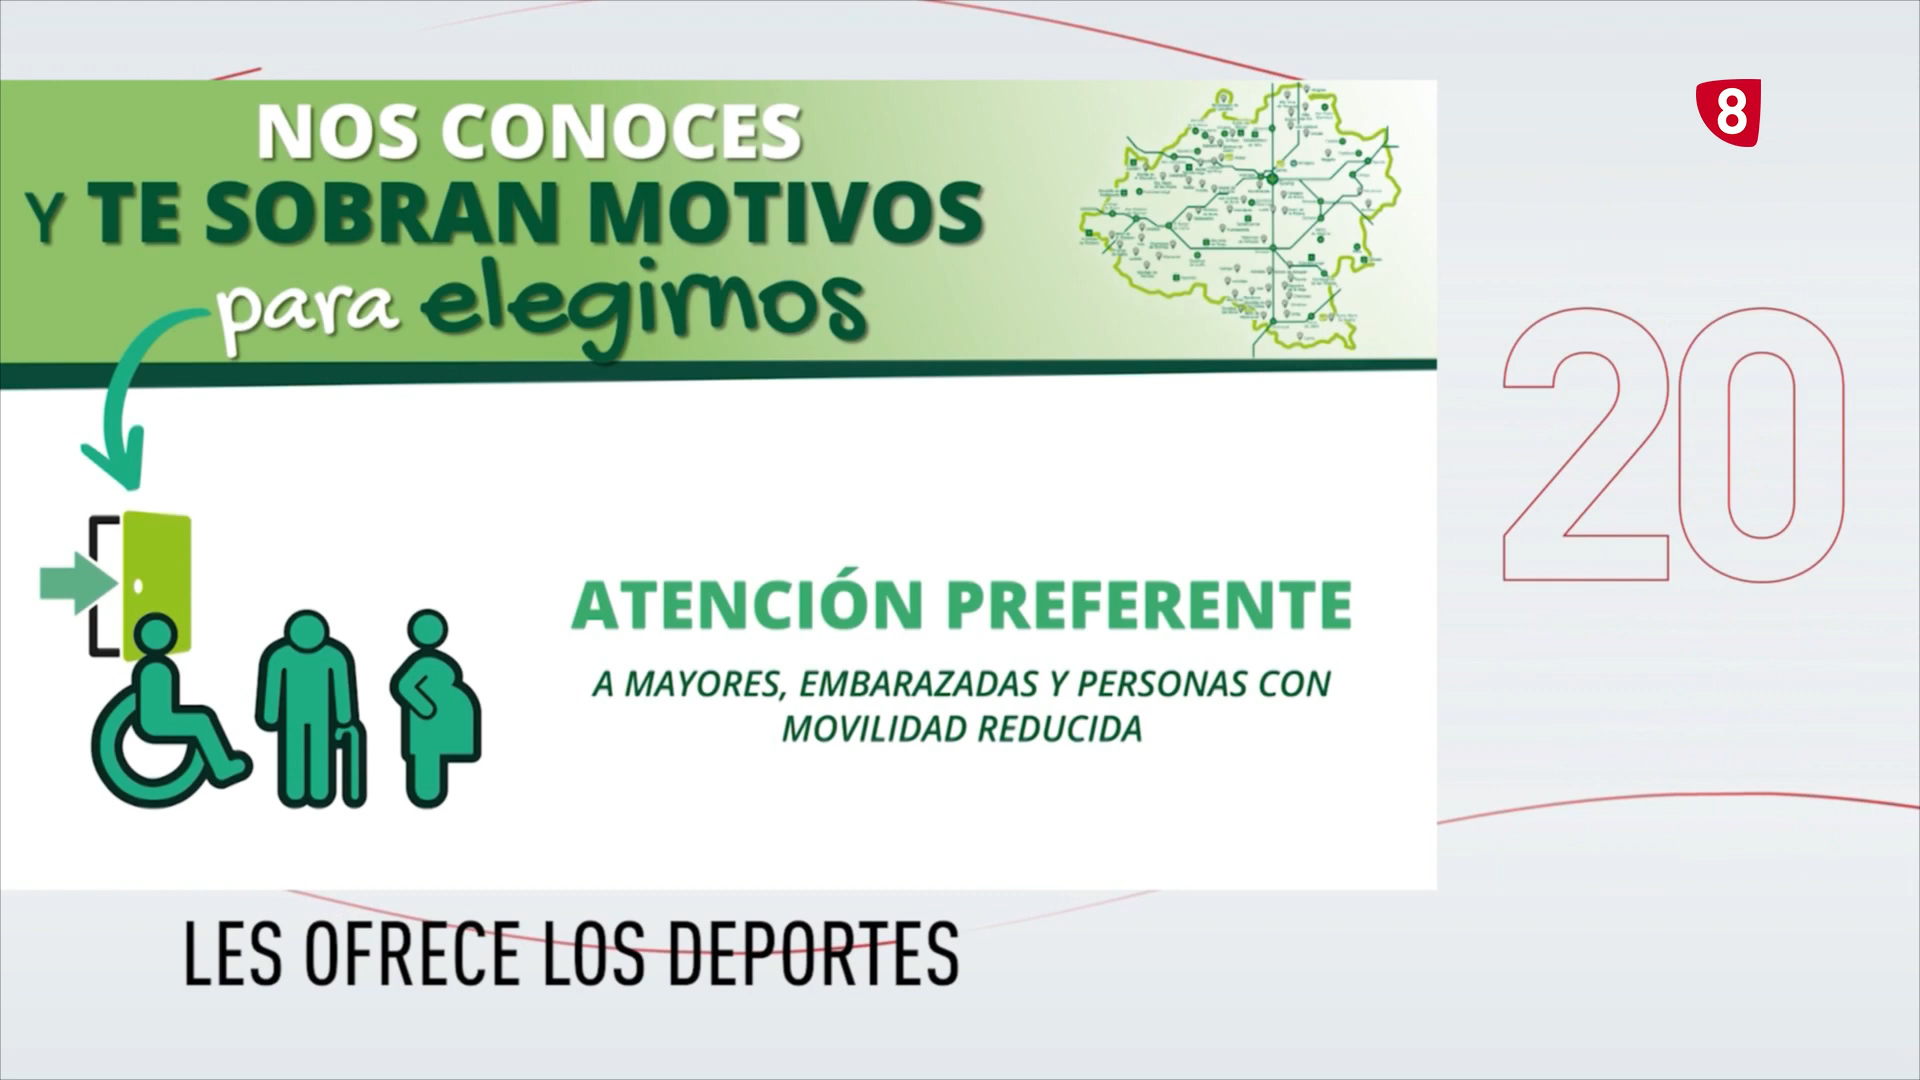 NOS CONOCES
Y TE SOBRAN MOTIVOS
para elegirnos
8
20
ATENCIÓN PREFERENTE
A MAYORES, EMBARAZADAS Y PERSONAS CON
MOVILIDAD REDUCIDA
LES OFRECE LOS DEPORTES